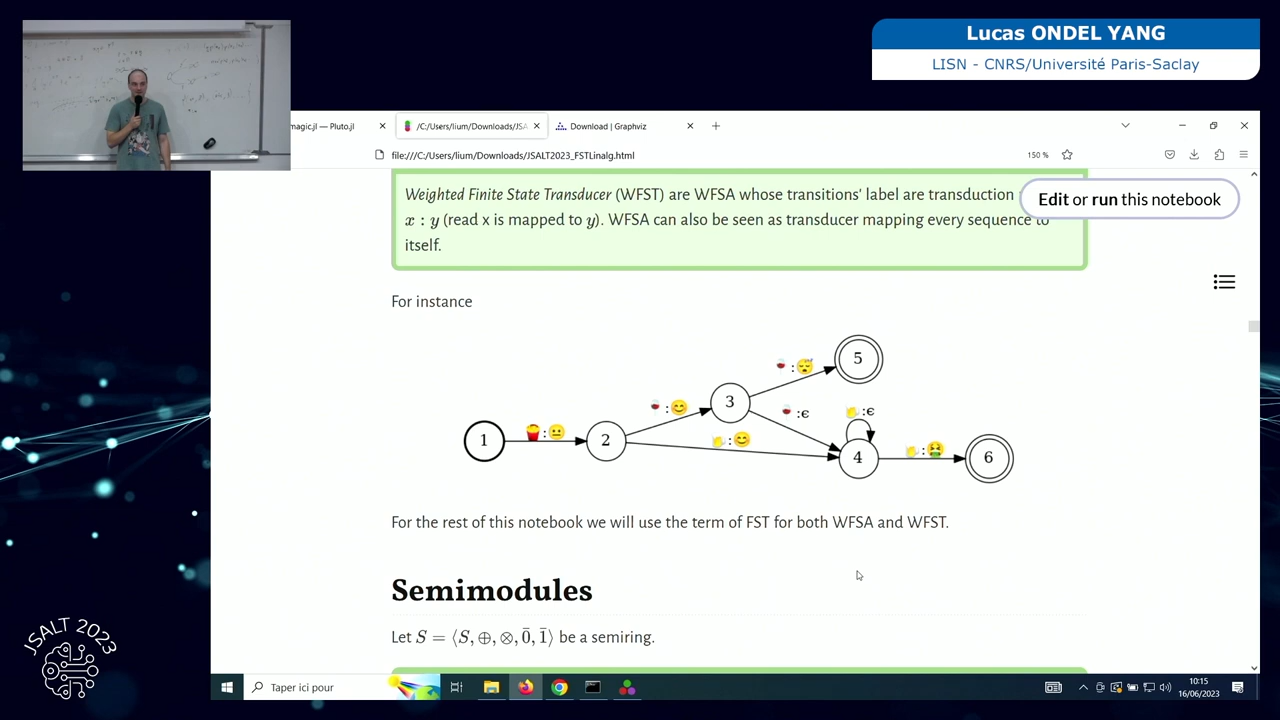 Lucas ONDEL YANG
LISN - CNRS/Université Paris-Saclay
magic.jl — Pluto.jl
/C:/Users/lium/Downloads/JSA
Download | Graphviz
file:///C:/Users/lium/Downloads/JSALT2023_FSTLinalg.html
150 %
Weighted Finite State Transducer (WFST) are WFSA whose transitions' label are transduction
x : y (read x is mapped to y). WFSA can also be seen as transducer mapping every sequence to
itself.
Edit or run this notebook
For instance
5
🍷:😴
3
🍷:😊
🍷:ϵ
👏:ϵ
1
🍟:😐
2
👏:😊
4
👏:🤮
6
For the rest of this notebook we will use the term of FST for both WFSA and WFST.
Semimodules
Let S = ⟨S, ⊕, ⊗, 0̄, 1̄⟩ be a semiring.
JSALT 2023
Taper ici pour
10:15
16/06/2023